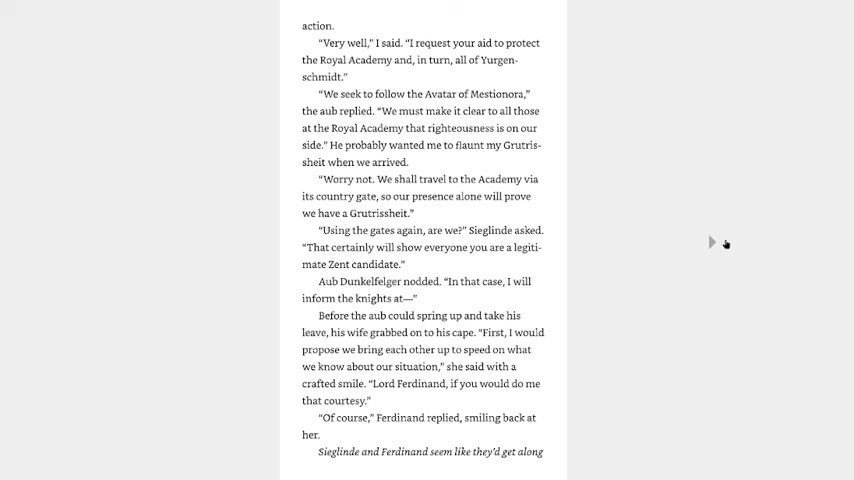 action.
“Very well,” I said. “I request your aid to protect
the Royal Academy and, in turn, all of Yurgen-
schmidt.”
“We seek to follow the Avatar of Mestionora,”
the aub replied. “We must make it clear to all those
at the Royal Academy that righteousness is on our
side.” He probably wanted me to flaunt my Grutris-
sheit when we arrived.
“Worry not. We shall travel to the Academy via
its country gate, so our presence alone will prove
we have a Grutrissheit.”
“Using the gates again, are we?” Sieglinde asked.
“That certainly will show everyone you are a legiti-
mate Zent candidate.”
Aub Dunkelfelger nodded. “In that case, I will
inform the knights at—”
Before the aub could spring up and take his
leave, his wife grabbed on to his cape. “First, I would
propose we bring each other up to speed on what
we know about our situation,” she said with a
crafted smile. “Lord Ferdinand, if you would do me
that courtesy.”
“Of course,” Ferdinand replied, smiling back at
her.
Sieglinde and Ferdinand seem like they’d get along